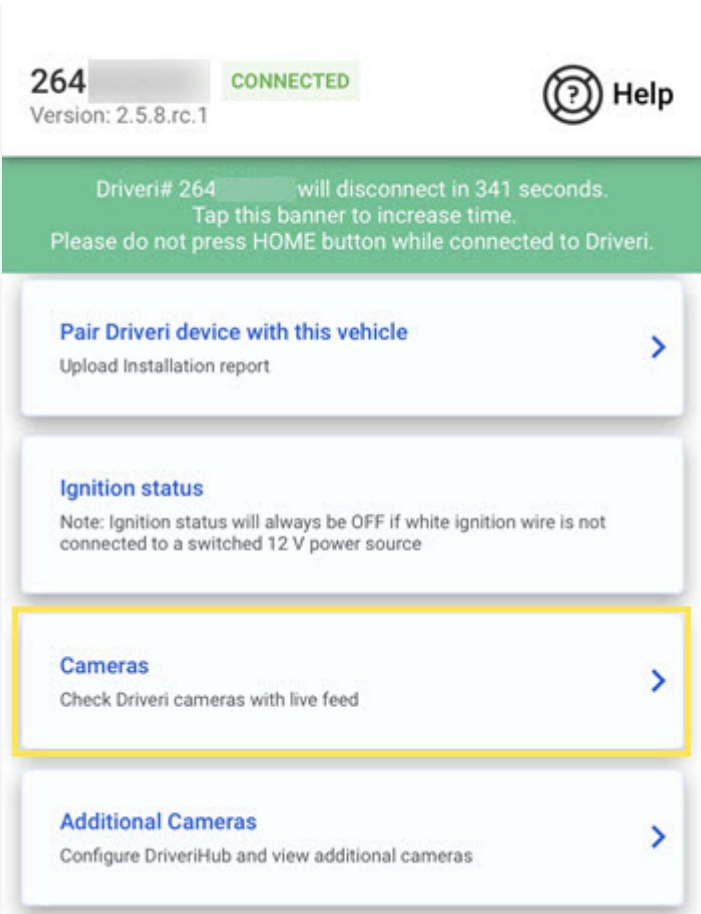 264
CONNECTED
Version: 2.5.8.rc.1
Help
Driveri# 264 will disconnect in 341 seconds.
Tap this banner to increase time.
Please do not press HOME button while connected to Driveri.
Pair Driveri device with this vehicle
Upload Installation report
Ignition status
Note: Ignition status will always be OFF if white ignition wire is not
connected to a switched 12 V power source
Cameras
Check Driveri cameras with live feed
Additional Cameras
Configure DriveriHub and view additional cameras